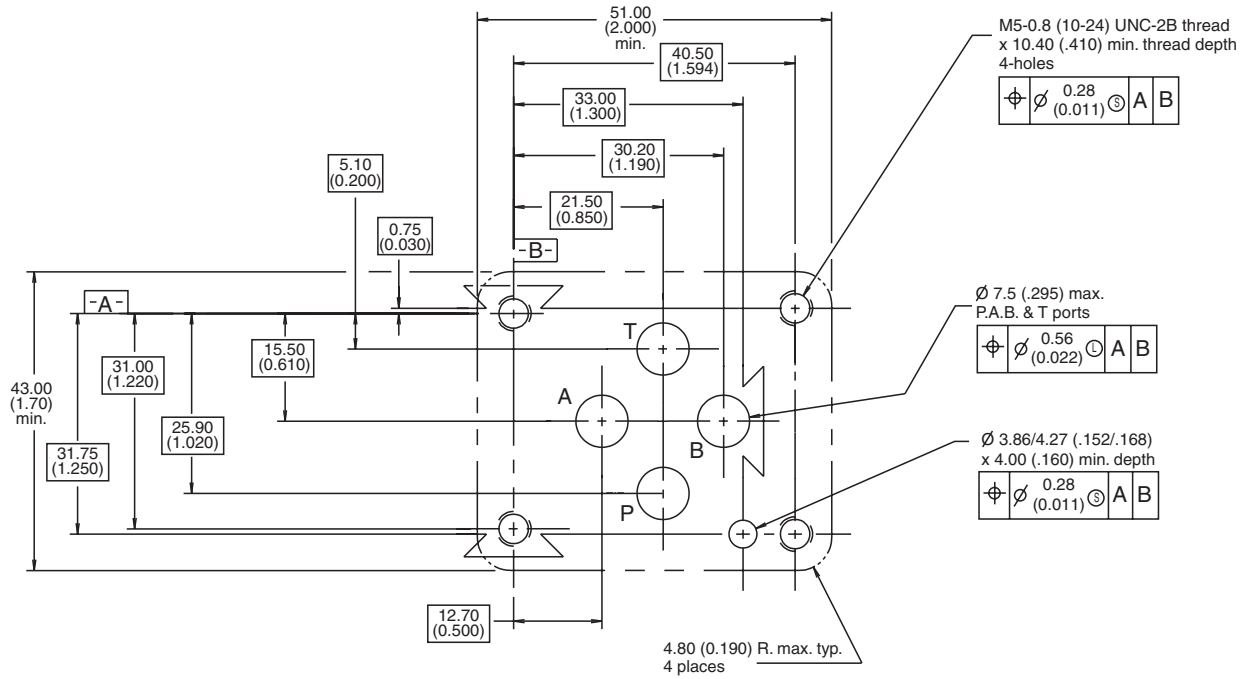 51.00
(2.000)
min.
40.50
(1.594)
33.00
(1.300)
30.20
(1.190)
21.50
(0.850)
5.10
(0.200)
0.75
(0.030)
-B-
-A-
M5-0.8 (10-24) UNC-2B thread
x 10.40 (.410) min. thread depth
4-holes
⌖ ⌀ 0.28 Ⓢ A B
(0.011)
T
A
B
P
15.50
(0.610)
31.00
(1.220)
43.00
(1.70)
min.
25.90
(1.020)
31.75
(1.250)
Ø 7.5 (.295) max.
P.A.B. & T ports
⌖ ⌀ 0.56 Ⓛ A B
(0.022)
Ø 3.86/4.27 (.152/.168)
x 4.00 (.160) min. depth
⌖ ⌀ 0.28 Ⓢ A B
(0.011)
12.70
(0.500)
4.80 (0.190) R. max. typ.
4 places